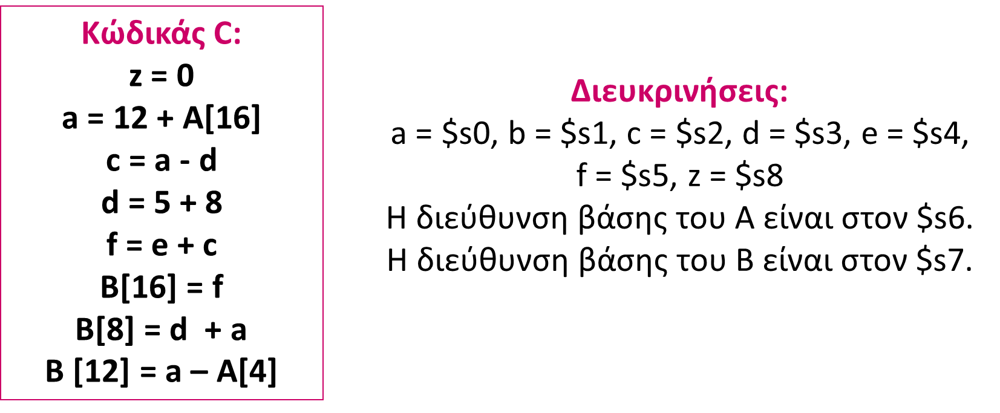 Κώδικάς C:
z = 0
a = 12 + A[16]
c = a - d
d = 5 + 8
f = e + c
B[16] = f
B[8] = d  + a
B [12] = a – A[4]
Διευκρινήσεις:
a = $s0, b = $s1, c = $s2, d = $s3, e = $s4,
f = $s5, z = $s8
Η διεύθυνση βάσης του Α είναι στον $s6.
Η διεύθυνση βάσης του Β είναι στον $s7.